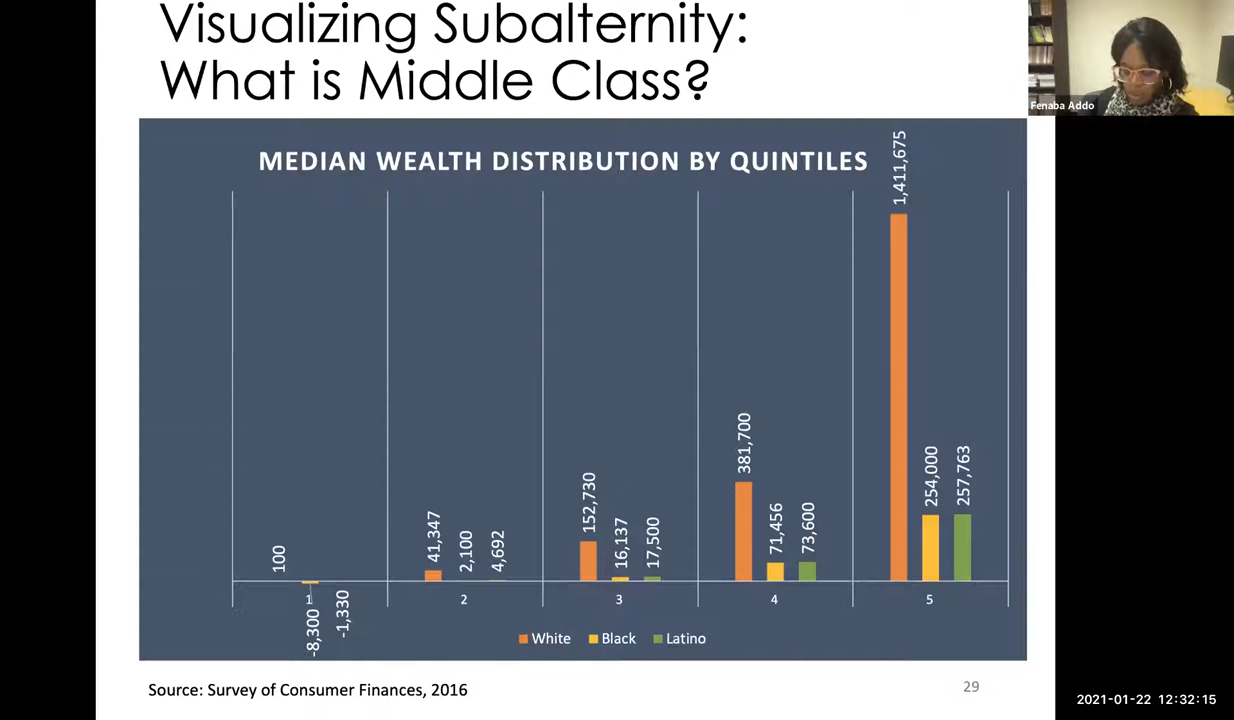 Visualizing Subalternity:
What is Middle Class?
Fenaba Addo
MEDIAN WEALTH DISTRIBUTION BY QUINTILES
100
-8,300
-1,330
41,347
2,100
4,692
152,730
16,137
17,500
381,700
71,456
73,600
1,411,675
254,000
257,763
1
2
3
4
5
White
Black
Latino
Source: Survey of Consumer Finances, 2016
29
2021-01-22 12:32:15